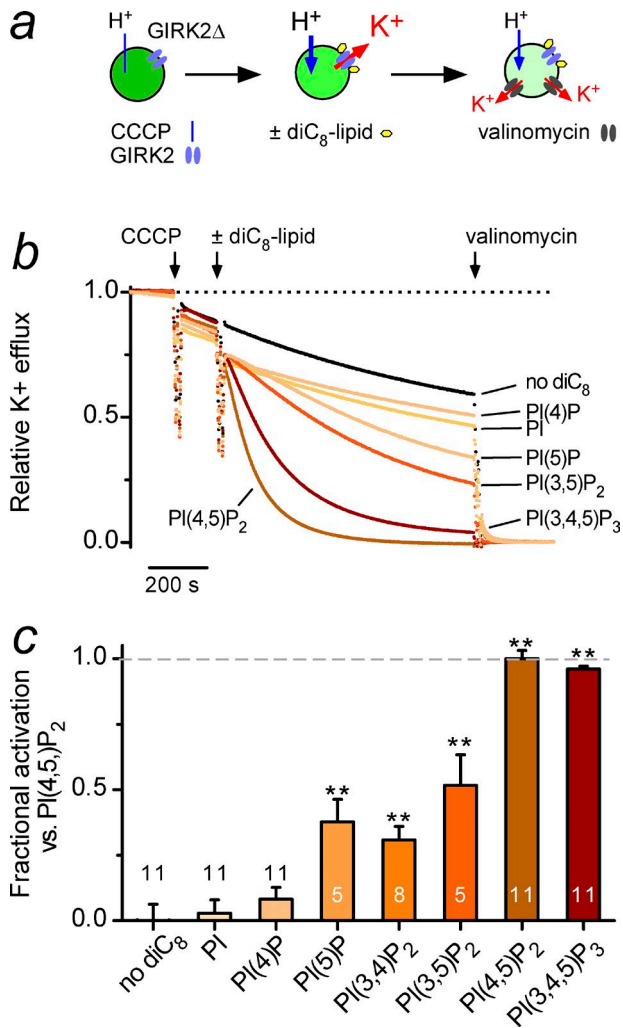 a
H+
GIRK2Δ
H+
K+
H+
K+
K+
CCCP
GIRK2
± diC8-lipid
valinomycin
b
CCCP
± diC8-lipid
valinomycin
1.0
0.5
0.0
Relative K+ efflux
no diC8
PI(4)P
PI
PI(5)P
PI(3,5)P2
PI(3,4,5)P3
PI(4,5)P2
200 s
c
Fractional activation
vs. PI(4,5,)P2
1.0
0.5
0.0
11
11
11
**
5
**
8
**
5
**
11
**
11
no diC8
PI
PI(4)P
PI(5)P
PI(3,4)P2
PI(3,5)P2
PI(4,5)P2
PI(3,4,5)P3